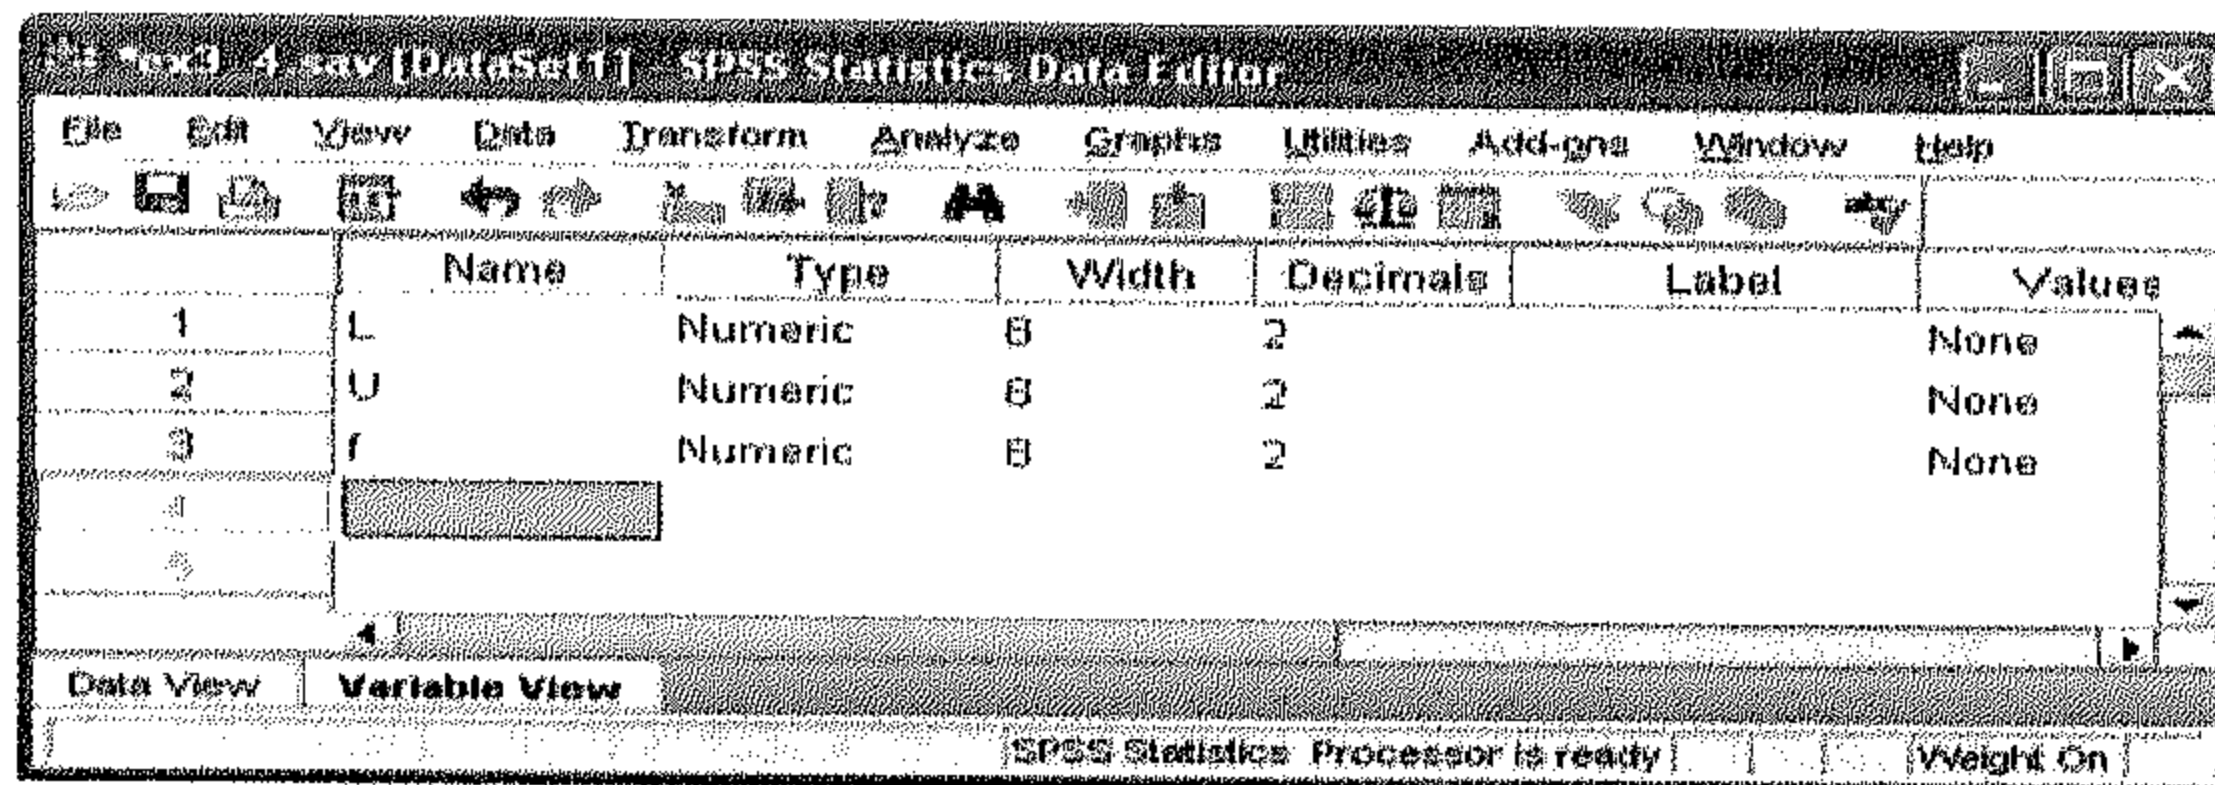 *ex3_4.sav [DataSet1] - SPSS Statistics Data Editor
File Edit View Data Transform Analyze Graphs Utilities Add-ons Window Help
Name Type Width Decimals Label Values
1 L Numeric 8 2 None
2 U Numeric 8 2 None
3 f Numeric 8 2 None
4
5
Data View Variable View
SPSS Statistics Processor is ready Weight On